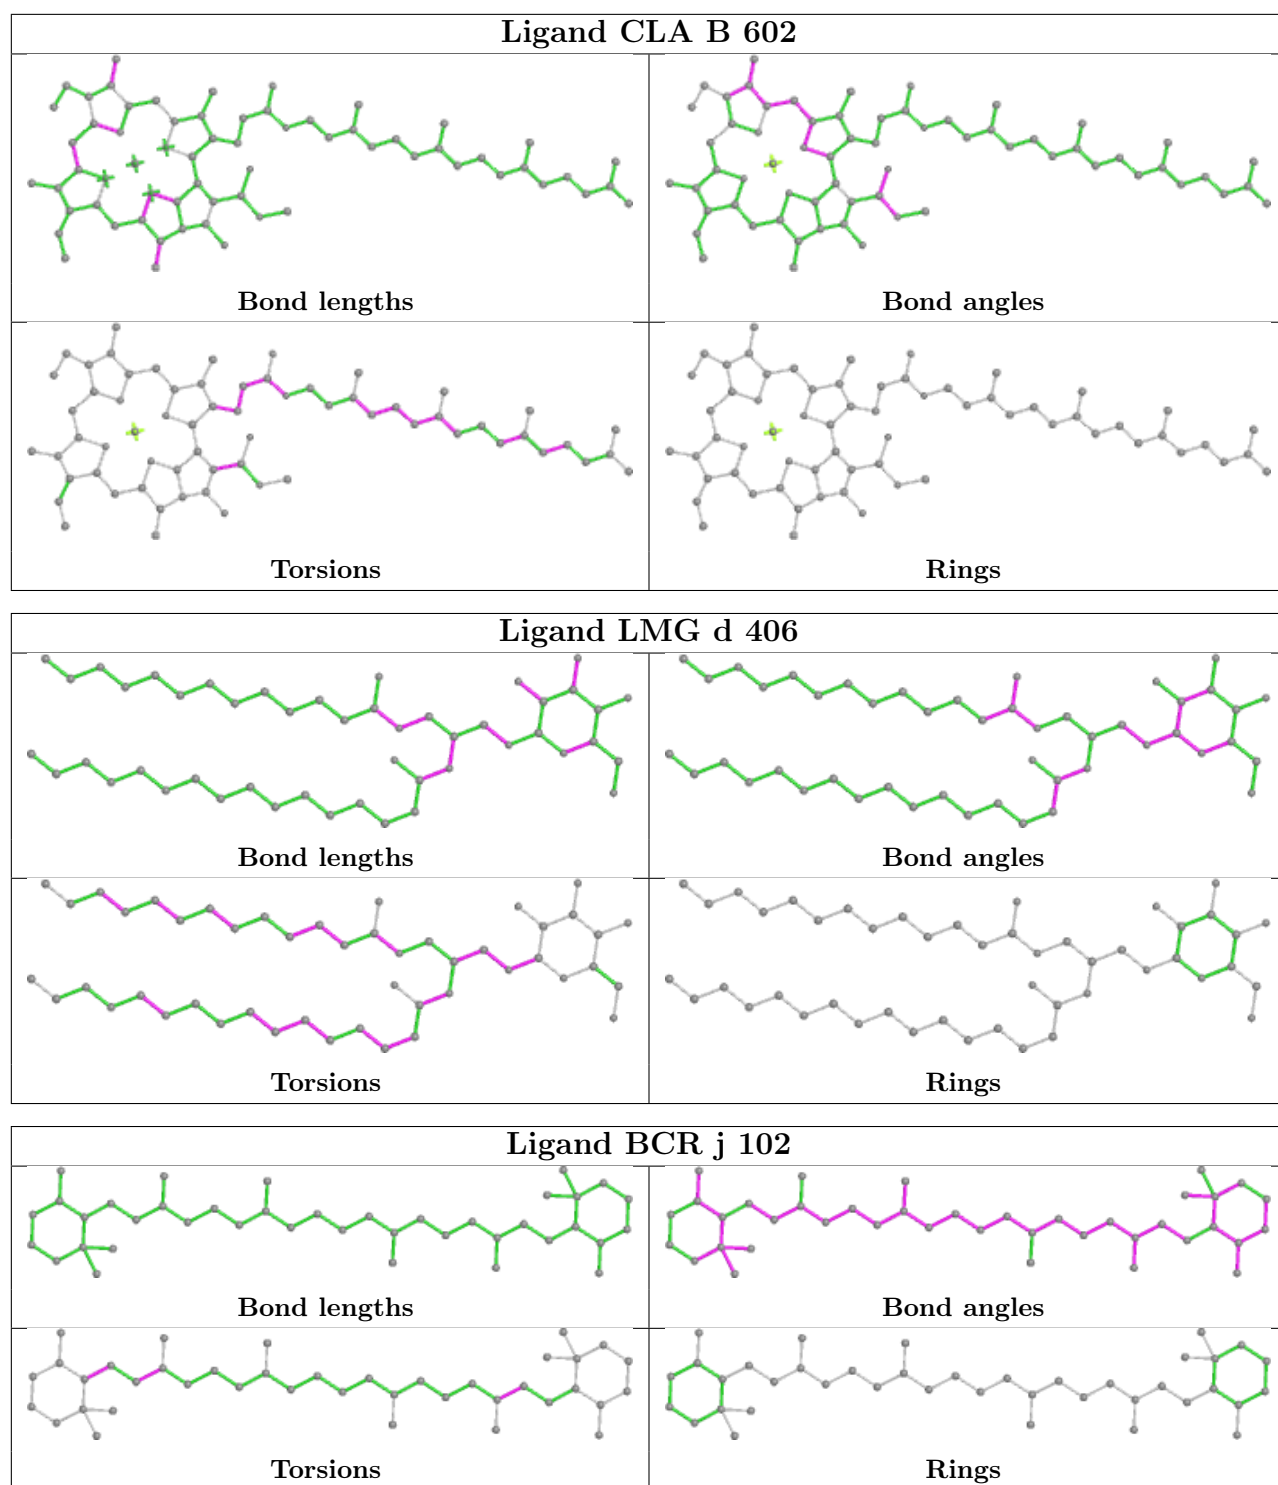 Ligand CLA B 602
Bond lengths
Bond angles
Torsions
Rings
Ligand LMG d 406
Bond lengths
Bond angles
Torsions
Rings
Ligand BCR j 102
Bond lengths
Bond angles
Torsions
Rings